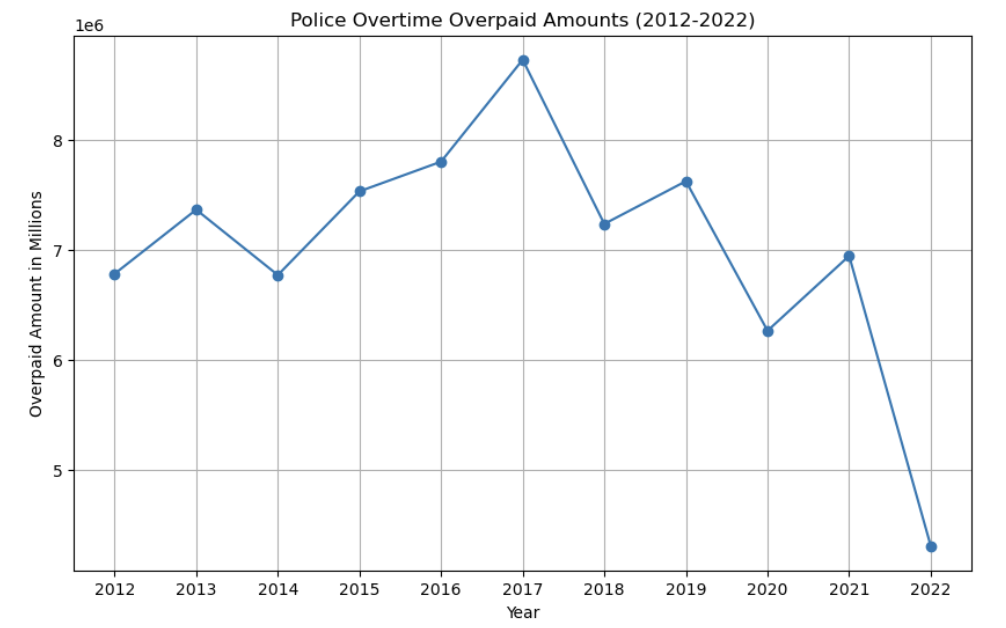 Police Overtime Overpaid Amounts (2012-2022)
1e6
8
7
6
5
Overpaid Amount in Millions
2012 2013 2014 2015 2016 2017 2018 2019 2020 2021 2022
Year